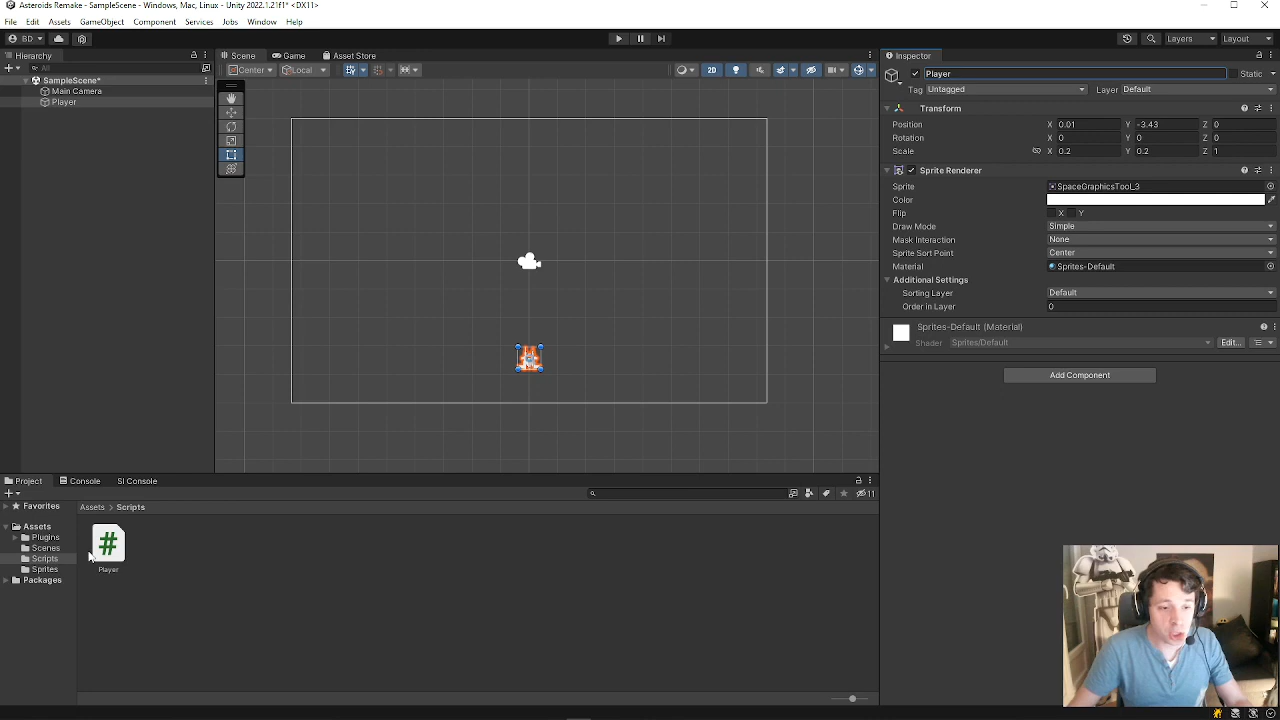 Asteroids Remake - SampleScene - Windows, Mac, Linux - Unity 2022.1.21f1* <DX11>
File Edit Assets GameObject Component Services Jobs Window Help
BD Layers Layout
Hierarchy Scene Game Asset Store Inspector
All Center Local 2D Player Static
SampleScene* Tag Untagged Layer Default
Main Camera
Player
Transform
Position X 0.01 Y -3.43 Z 0
Rotation X 0 Y 0 Z 0
Scale X 0.2 Y 0.2 Z 1
Sprite Renderer
Sprite SpaceGraphicsTool_3
Color
Flip X Y
Draw Mode Simple
Mask Interaction None
Sprite Sort Point Center
Material Sprites-Default
Additional Settings
Sorting Layer Default
Order in Layer 0
Sprites-Default (Material)
Shader Sprites/Default Edit...
Add Component
Project Console SI Console
11
Favorites Assets > Scripts
Assets
Plugins
Scenes
Scripts
Sprites
Packages
#
Player